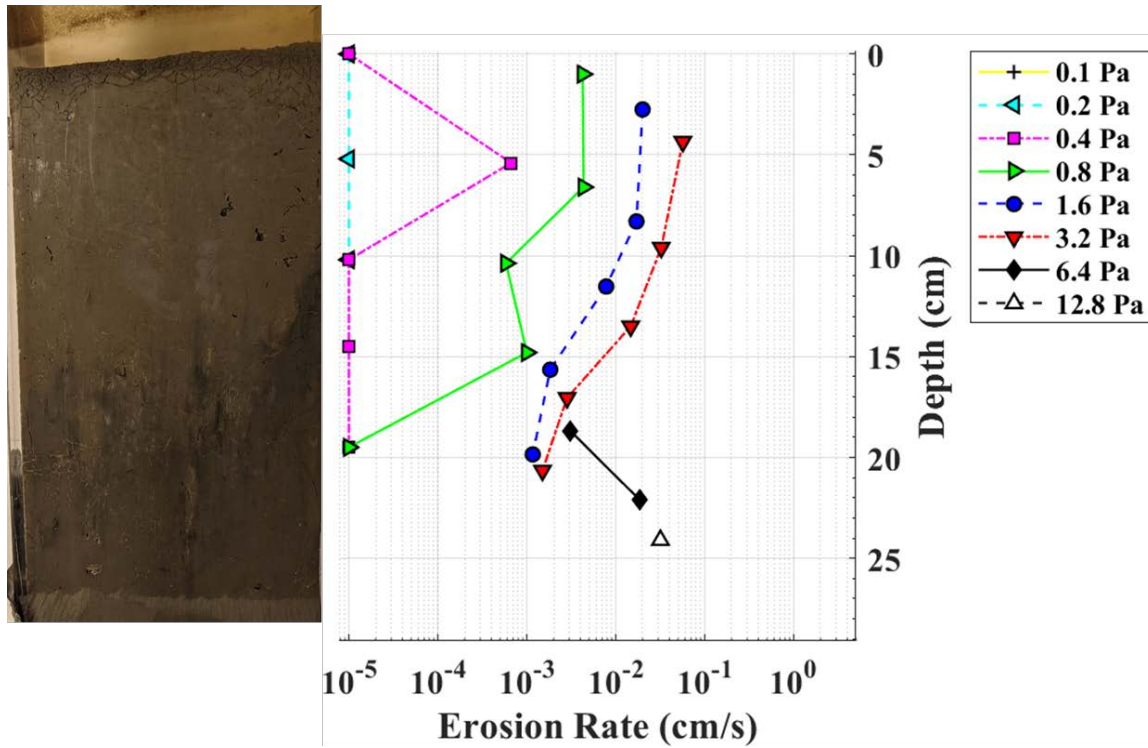 0
5
10
15
20
25
Depth (cm)
10-5
10-4
10-3
10-2
10-1
100
Erosion Rate (cm/s)
0.1 Pa
0.2 Pa
0.4 Pa
0.8 Pa
1.6 Pa
3.2 Pa
6.4 Pa
12.8 Pa